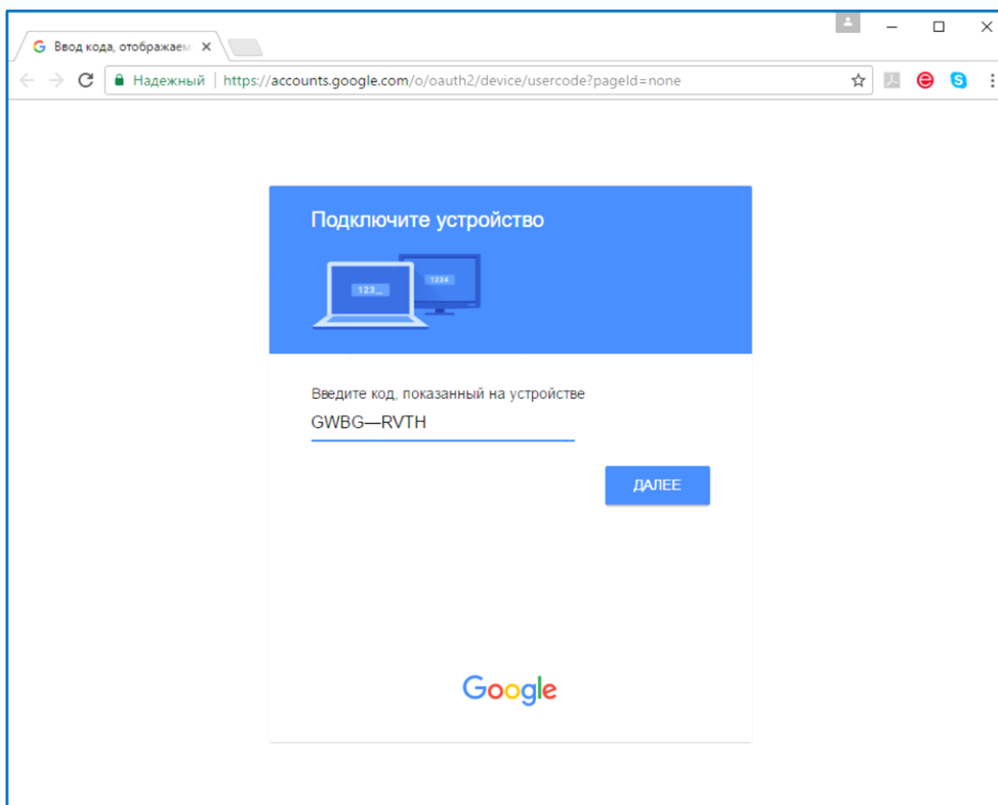 Ввод кода, отображаем
Надежный
https://accounts.google.com/o/oauth2/device/usercode?pageId=none
Подключите устройство
123_
1234
Введите код, показанный на устройстве
GWBG—RVTH
ДАЛЕЕ
Google